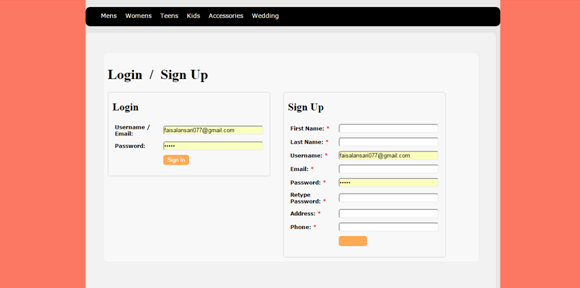 Mens Womens Teens Kids Accessories Wedding
Login / Sign Up
Login
Username / Email: faisalansari077@gmail.com
Password: •••••
Sign In
Sign Up
First Name: *
Last Name: *
Username: * faisalansari077@gmail.com
Email: *
Password: * •••••
Retype Password: *
Address: *
Phone: *